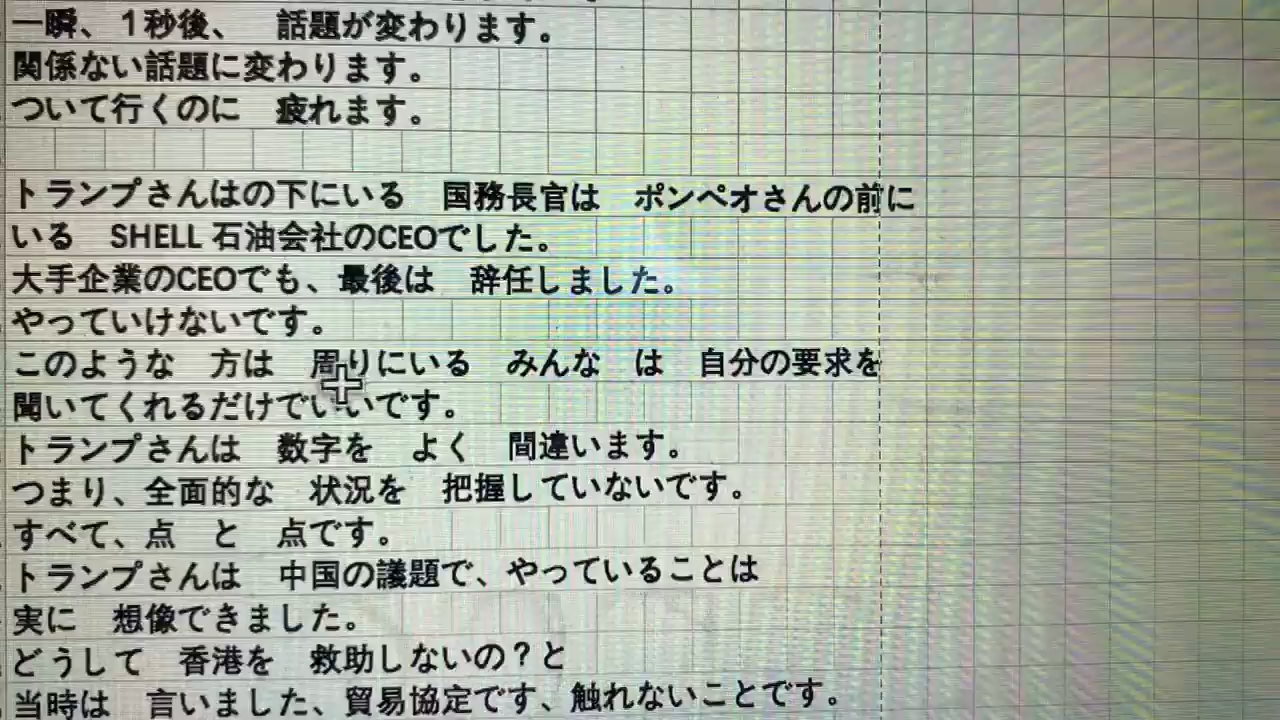 一瞬、1秒後、　話題が変わります。
関係ない話題に変わります。
ついて行くのに　疲れます。
トランプさんはの下にいる　国務長官は　ポンペオさんの前に
いる　SHELL 石油会社のCEOでした。
大手企業のCEOでも、最後は　辞任しました。
やっていけないです。
このような　方は　周りにいる　みんな　は　自分の要求を
聞いてくれるだけでいいです。
トランプさんは　数字を　よく　間違います。
つまり、全面的な　状況を　把握していないです。
すべて、点　と　点です。
トランプさんは　中国の議題で、やっていることは
実に　想像できました。
どうして　香港を　救助しないの？と
当時は　言いました、貿易協定です、触れないことです。